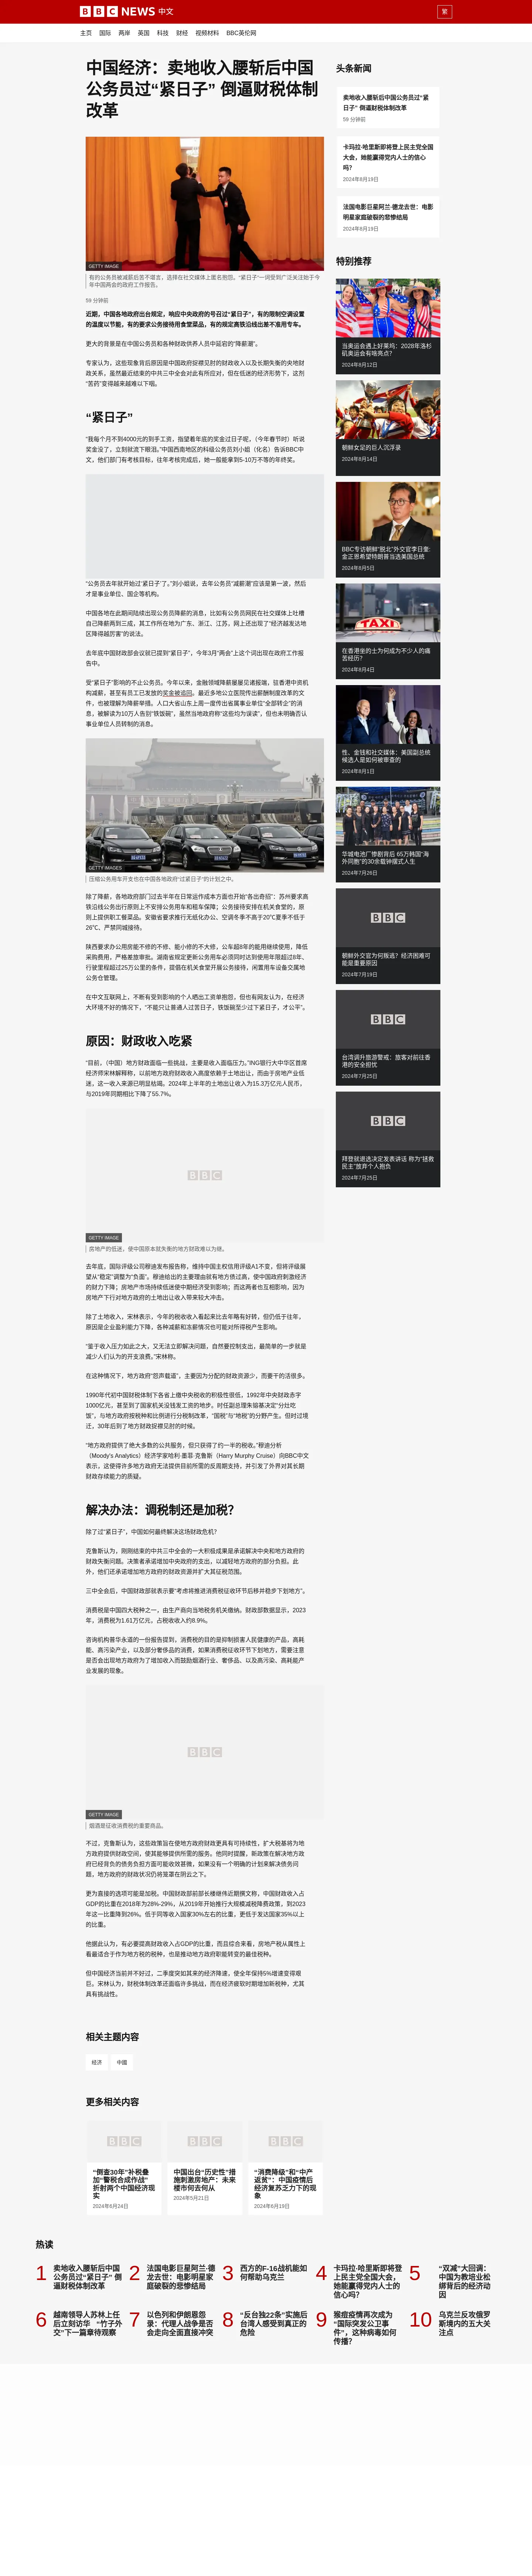 BBC NEWS 中文
繁
主页 国际 两岸 英国 科技 财经 视频材料 BBC英伦网
中国经济：卖地收入腰斩后中国
公务员过“紧日子” 倒逼财税体制
改革
GETTY IMAGE
有的公务员被减薪后苦不堪言，选择在社交媒体上匿名抱怨。“紧日子”一词受到广泛关注始于今
年中国两会的政府工作报告。
59 分钟前
近期，中国各地政府出台规定，响应中央政府的号召过“紧日子”，有的限制空调设置
的温度以节能，有的要求公务接待用食堂菜品，有的规定高铁沿线出差不准用专车。
更大的背景是在中国公务员和各种财政供养人员中延宕的“降薪潮”。
专家认为，这些现象背后原因是中国政府捉襟见肘的财政收入以及长期失衡的央地财
政关系，虽然最近结束的中共三中全会对此有所应对，但在低迷的经济形势下，这剂
“苦药”变得越来越难以下咽。
“紧日子”
“我每个月不到4000元的到手工资，指望着年底的奖金过日子呢，（今年春节时）听说
奖金没了，立刻就流下眼泪。”中国西南地区的科级公务员刘小姐（化名）告诉BBC中
文，他们部门有考核目标，往年考核完成后，她一般能拿到5-10万不等的年终奖。
“公务员去年就开始过‘紧日子’了。”刘小姐说，去年公务员“减薪潮”应该是第一波，然后
才是事业单位、国企等机构。
中国各地在此期间陆续出现公务员降薪的消息，比如有公务员网民在社交媒体上吐槽
自己降薪两到三成，其工作所在地为广东、浙江、江苏，网上还出现了“经济越发达地
区降得越厉害”的说法。
去年底中国财政部会议就已提到“紧日子”，今年3月“两会”上这个词出现在政府工作报
告中。
受“紧日子”影响的不止公务员。今年以来，金融领域降薪屡屡见诸报端，驻香港中资机
构减薪，甚至有员工已发放的奖金被追回。最近多地公立医院传出薪酬制度改革的文
件，也被理解为降薪举措。人口大省山东上周一度传出省属事业单位“全部转企”的消
息，被解读为10万人告别“铁饭碗”，虽然当地政府称“这些均为误读”，但也未明确否认
事业单位人员转制的消息。
GETTY IMAGES
压缩公务用车开支也在中国各地政府“过紧日子”的计划之中。
除了降薪，各地政府部门过去半年在日常运作成本方面也开始“各出奇招”：苏州要求高
铁沿线公务出行原则上不安排公务用车和租车保障；公务接待安排在机关食堂的，原
则上提供职工餐菜品。安徽省要求推行无纸化办公、空调冬季不高于20℃夏季不低于
26℃、严禁同城接待。
陕西要求办公用房能不修的不修、能小修的不大修，公车超8年的能用继续使用，降低
采购费用，严格差旅审批。湖南省规定更新公务用车必须同时达到使用年限超过8年、
行驶里程超过25万公里的条件，提倡在机关食堂开展公务接待，闲置用车设备交属地
公务仓管理。
在中文互联网上，不断有受到影响的个人晒出工资单抱怨，但也有网友认为，在经济
大环境不好的情况下，“不能只让普通人过苦日子，铁饭碗至少过下紧日子，才公平”。
原因：财政收入吃紧
“目前，（中国）地方财政面临一些挑战，主要是收入面临压力。”ING银行大中华区首席
经济师宋林解释称，以前地方政府财政收入高度依赖于土地出让，而由于房地产业低
迷，这一收入来源已明显枯竭。2024年上半年的土地出让收入为15.3万亿元人民币，
与2019年同期相比下降了55.7%。
BBC
GETTY IMAGE
房地产的低迷，使中国原本就失衡的地方财政难以为继。
去年底，国际评级公司穆迪发布报告称，维持中国主权信用评级A1不变，但将评级展
望从“稳定”调整为“负面”。穆迪给出的主要理由就有地方债过高，使中国政府刺激经济
的财力下降；房地产市场持续低迷使中期经济受到影响；而这两者也互相影响，因为
房地产下行对地方政府的土地出让收入带来较大冲击。
除了土地收入，宋林表示，今年的税收收入看起来比去年略有好转，但仍低于往年，
原因是企业盈利能力下降，各种减薪和冻薪情况也可能对所得税产生影响。
“鉴于收入压力如此之大，又无法立即解决问题，自然要控制支出，最简单的一步就是
减少人们认为的开支浪费。”宋林称。
在这种情况下，地方政府“怨声载道”，主要因为分配的财政资源少，而要干的活很多。
1990年代初中国财税体制下各省上缴中央税收的积极性很低，1992年中央财政赤字
1000亿元，甚至到了国家机关没钱发工资的地步。时任副总理朱镕基决定“分灶吃
饭”，与地方政府按税种和比例进行分税制改革，“国税”与“地税”的分野产生。但时过境
迁，30年后到了地方财政捉襟见肘的时候。
“地方政府提供了绝大多数的公共服务，但只获得了约一半的税收。”穆迪分析
（Moody's Analytics）经济学家哈利·墨菲·克鲁斯（Harry Murphy Cruise）向BBC中文
表示，这使得许多地方政府无法提供目前所需的反周期支持，并引发了外界对其长期
财政存续能力的质疑。
解决办法：调税制还是加税？
除了过“紧日子”，中国如何最终解决这场财政危机？
克鲁斯认为，刚刚结束的中共三中全会的一大积极成果是承诺解决中央和地方政府的
财政失衡问题。决策者承诺增加中央政府的支出，以减轻地方政府的部分负担。此
外，他们还承诺增加地方政府的财政资源并扩大其征税范围。
三中全会后，中国财政部就表示要“考虑将推进消费税征收环节后移并稳步下划地方”。
消费税是中国四大税种之一，由生产商向当地税务机关缴纳。财政部数据显示，2023
年，消费税为1.61万亿元，占税收收入约8.9%。
咨询机构普华永道的一份报告提到，消费税的目的是抑制损害人民健康的产品，高耗
能、高污染产业，以及部分奢侈品的消费，如果消费税征收环节下划地方，需要注意
是否会出现地方政府为了增加收入而鼓励烟酒行业、奢侈品、以及高污染、高耗能产
业发展的现象。
BBC
GETTY IMAGE
烟酒是征收消费税的重要商品。
不过，克鲁斯认为，这些政策旨在使地方政府财政更具有可持续性，扩大税基将为地
方政府提供财政空间，使其能够提供所需的服务。他同时提醒，新政策在解决地方政
府已经背负的债务负担方面可能收效甚微，如果没有一个明确的计划来解决债务问
题，地方政府的财政状况仍将笼罩在阴云之下。
更为直接的选项可能是加税。中国财政部前部长楼继伟近期撰文称，中国财政收入占
GDP的比重在2018年为28%-29%，从2019年开始推行大规模减税降费政策，到2023
年这一比重降到26%。低于同等收入国家30%左右的比重，更低于发达国家35%以上
的比重。
他据此认为，有必要提高财政收入占GDP的比重，而且综合来看，房地产税从属性上
看最适合于作为地方税的税种，也是推动地方政府职能转变的最佳税种。
但中国经济当前并不好过，二季度突如其来的经济降速，使全年保持5%增速变得艰
巨。宋林认为，财税体制改革还面临许多挑战，而在经济疲软时期增加新税种，尤其
具有挑战性。
相关主题内容
经济
中國
更多相关内容
BBC
“倒查30年”补税叠
加“警税合成作战”
折射两个中国经济现
实
2024年6月24日
BBC
中国出台“历史性”措
施刺激房地产：未来
楼市何去何从
2024年5月21日
BBC
“消费降级”和“中产
返贫”：中国疫情后
经济复苏乏力下的现
象
2024年6月19日
头条新闻
卖地收入腰斩后中国公务员过“紧
日子” 倒逼财税体制改革
59 分钟前
卡玛拉·哈里斯即将登上民主党全国
大会，她能赢得党内人士的信心
吗？
2024年8月19日
法国电影巨星阿兰·德龙去世：电影
明星家庭破裂的悲惨结局
2024年8月19日
特别推荐
当奥运会遇上好莱坞：2028年洛杉
矶奥运会有啥亮点？
2024年8月12日
朝鲜女足的巨人沉浮录
2024年8月14日
BBC专访朝鲜“脱北”外交官李日奎:
金正恩希望特朗普当选美国总统
2024年8月5日
TAXI
在香港坐的士为何成为不少人的痛
苦经历？
2024年8月4日
性、金钱和社交媒体：美国副总统
候选人是如何被审查的
2024年8月1日
华城电池厂惨剧背后 65万韩国“海
外同胞”的30余载钟摆式人生
2024年7月26日
BBC
朝鲜外交官为何叛逃？经济困难可
能是重要原因
2024年7月19日
BBC
台湾调升旅游警戒：旅客对前往香
港的安全担忧
2024年7月25日
BBC
拜登就退选决定发表讲话 称为“拯救
民主”放弃个人抱负
2024年7月25日
热读
1 卖地收入腰斩后中国
公务员过“紧日子” 倒
逼财税体制改革
2 法国电影巨星阿兰·德
龙去世：电影明星家
庭破裂的悲惨结局
3 西方的F-16战机能如
何帮助乌克兰
4 卡玛拉·哈里斯即将登
上民主党全国大会，
她能赢得党内人士的
信心吗？
5 “双减”大回调：
中国为教培业松
绑背后的经济动
因
6 越南领导人苏林上任
后立刻访华　“竹子外
交”下一篇章待观察
7 以色列和伊朗恩怨
录：代理人战争是否
会走向全面直接冲突
8 “反台独22条”实施后
台湾人感受到真正的
危险
9 猴痘疫情再次成为
“国际突发公卫事
件”，这种病毒如何
传播？
10 乌克兰反攻俄罗
斯境内的五大关
注点